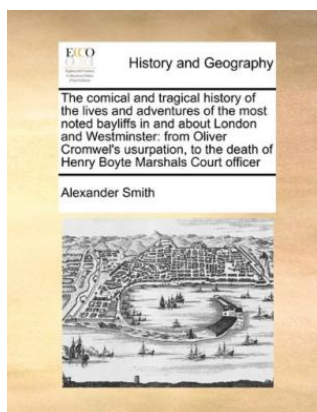 ECCO
History and Geography
The comical and tragical history of
the lives and adventures of the most
noted bayliffs in and about London
and Westminster: from Oliver
Cromwel's usurpation, to the death of
Henry Boyte Marshals Court officer
Alexander Smith